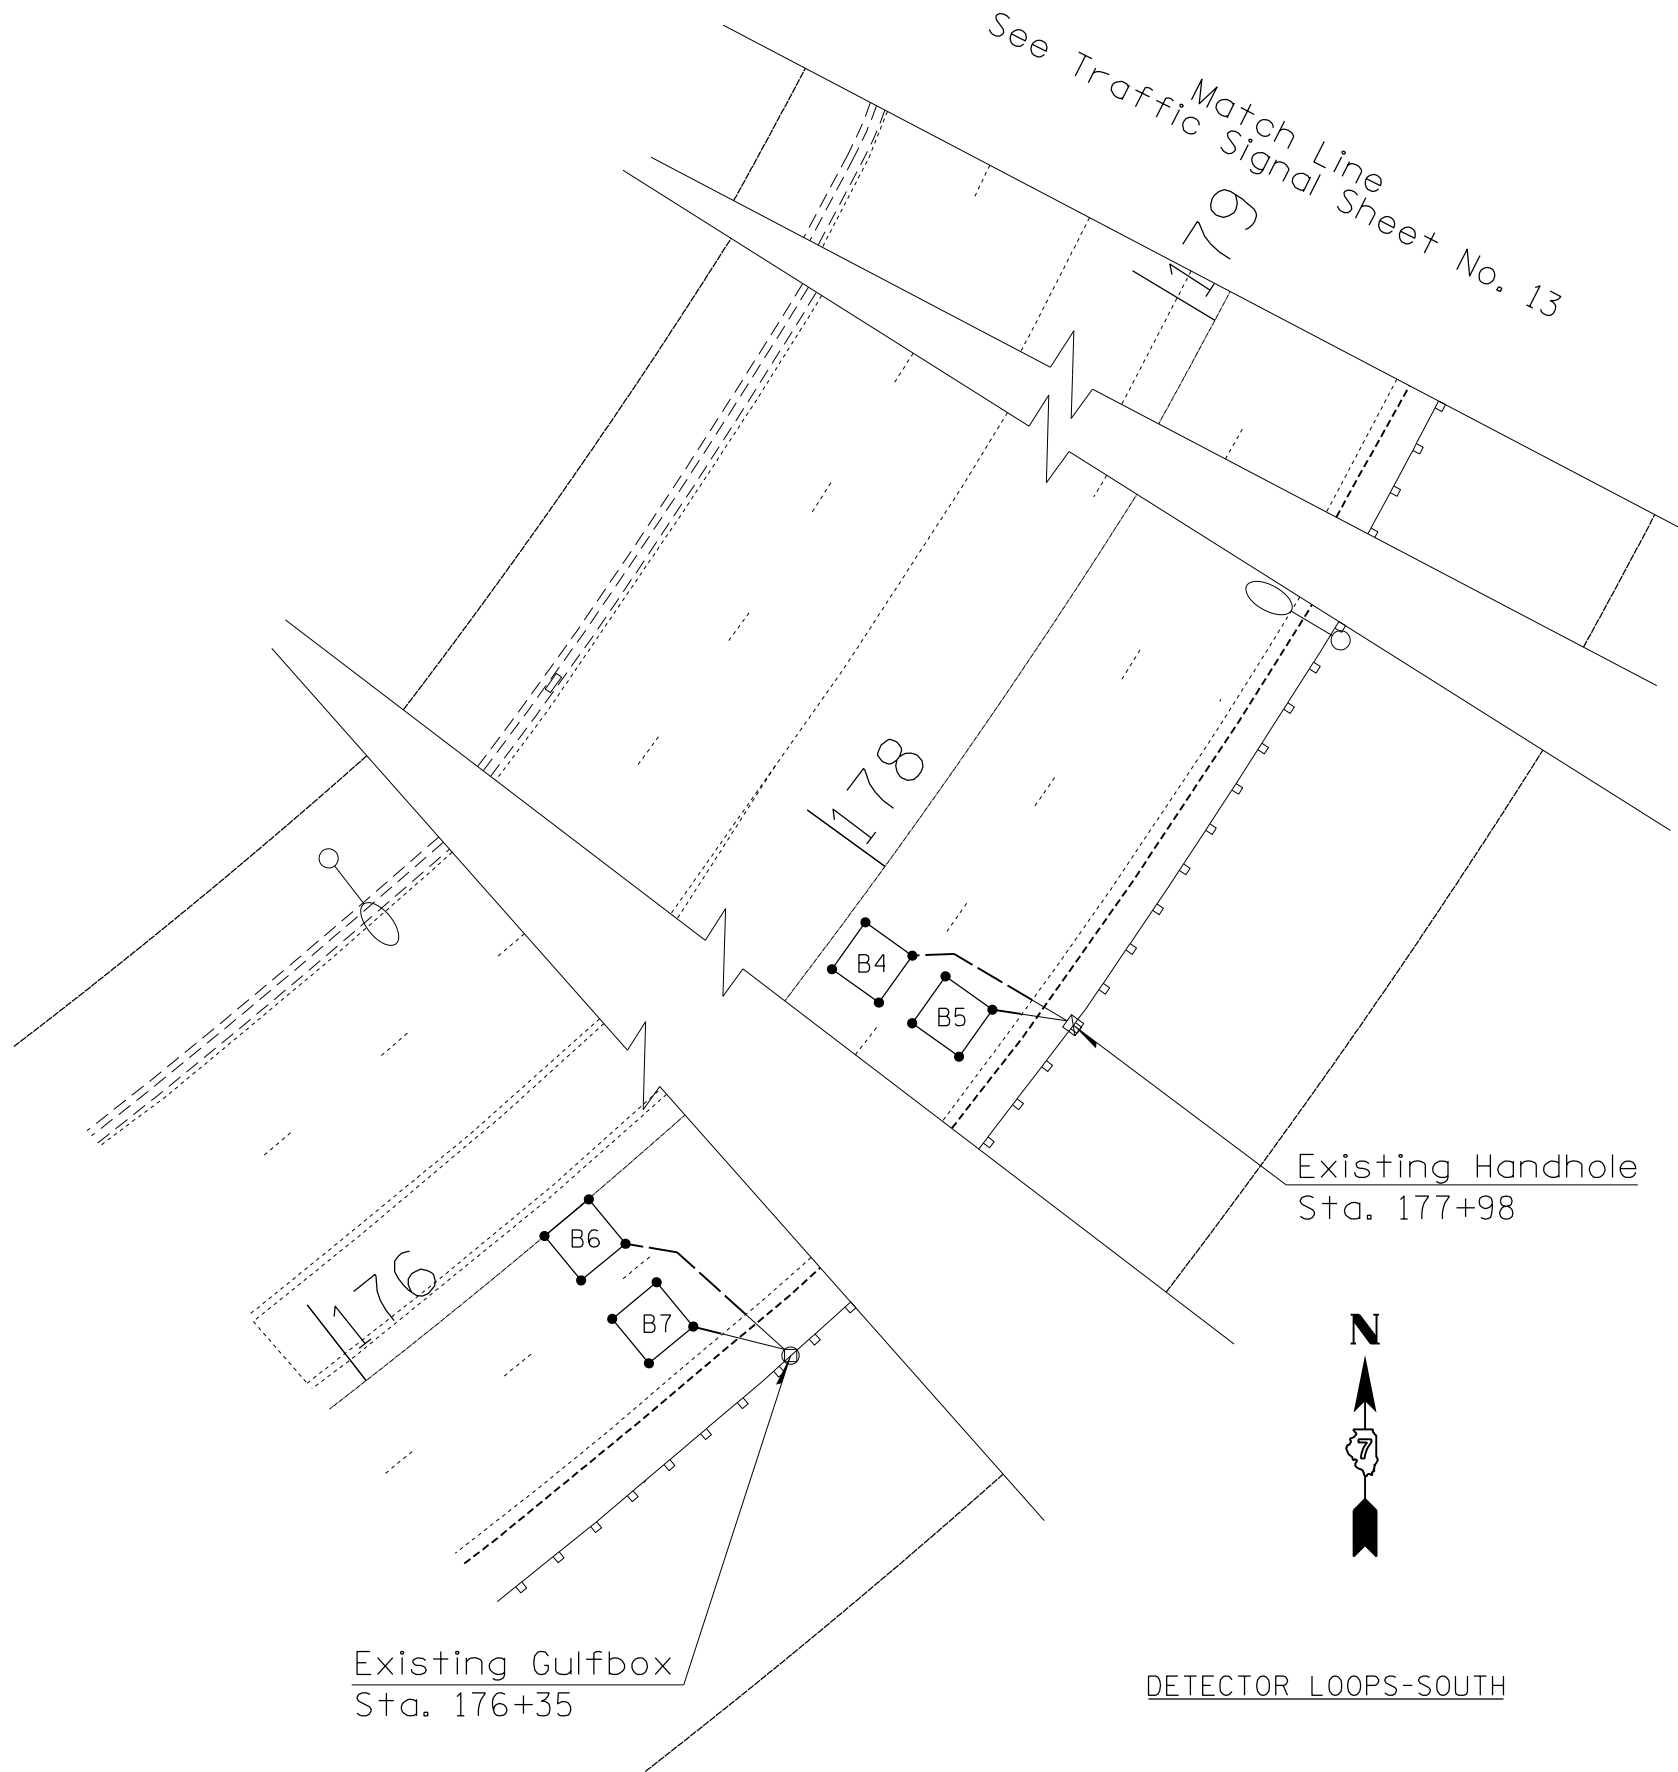 Match Line
See Traffic Signal Sheet No. 13
179
178
B4
B5
Existing Handhole
Sta. 177+98
B6
176
B7
N
7
Existing Gulfbox
Sta. 176+35
DETECTOR LOOPS-SOUTH